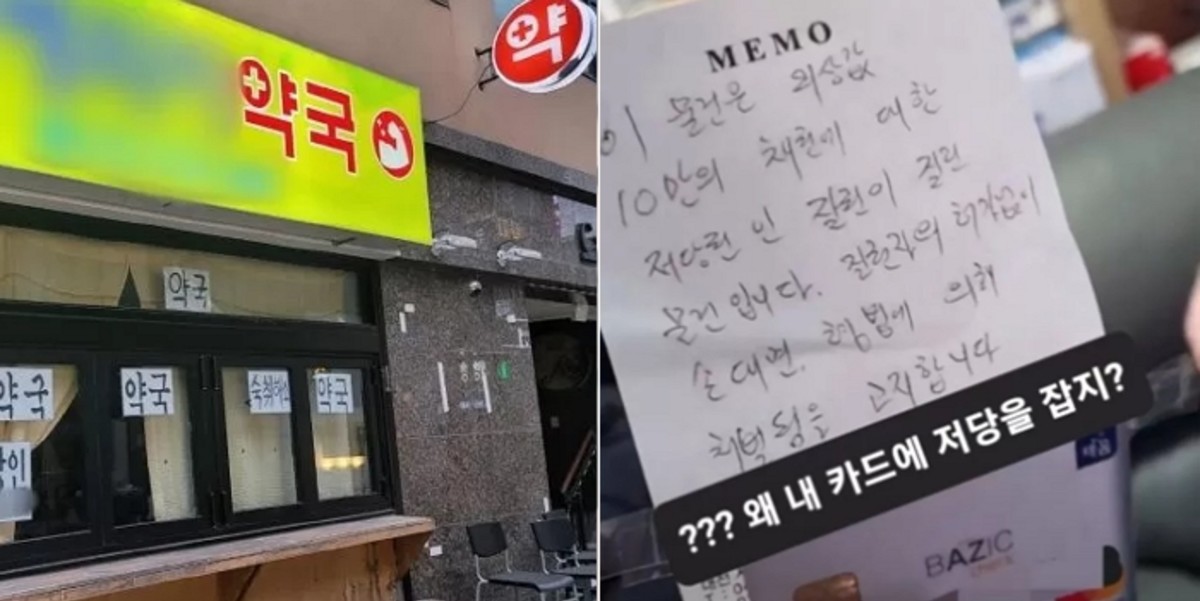 약국
약
약국
약국
약국
숙취해소
약국
MEMO
이 물건은 외상값
10만의 채권에 대한
저당권 인 질권이 걸린
물건입니다. 질권자의 허락없이
손대면. 형법에 의해
처벌됨을 고지합니다
??? 왜 내 카드에 저당을 잡지?
BAZIC